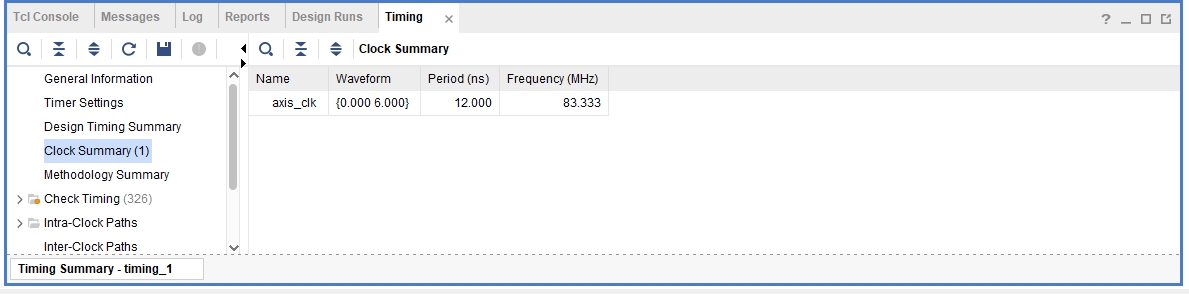 Tcl Console Messages Log Reports Design Runs Timing
Clock Summary
General Information
Timer Settings
Design Timing Summary
Clock Summary (1)
Methodology Summary
Check Timing (326)
Intra-Clock Paths
Inter-Clock Paths
Name Waveform Period (ns) Frequency (MHz)
axis_clk {0.000 6.000} 12.000 83.333
Timing Summary - timing_1